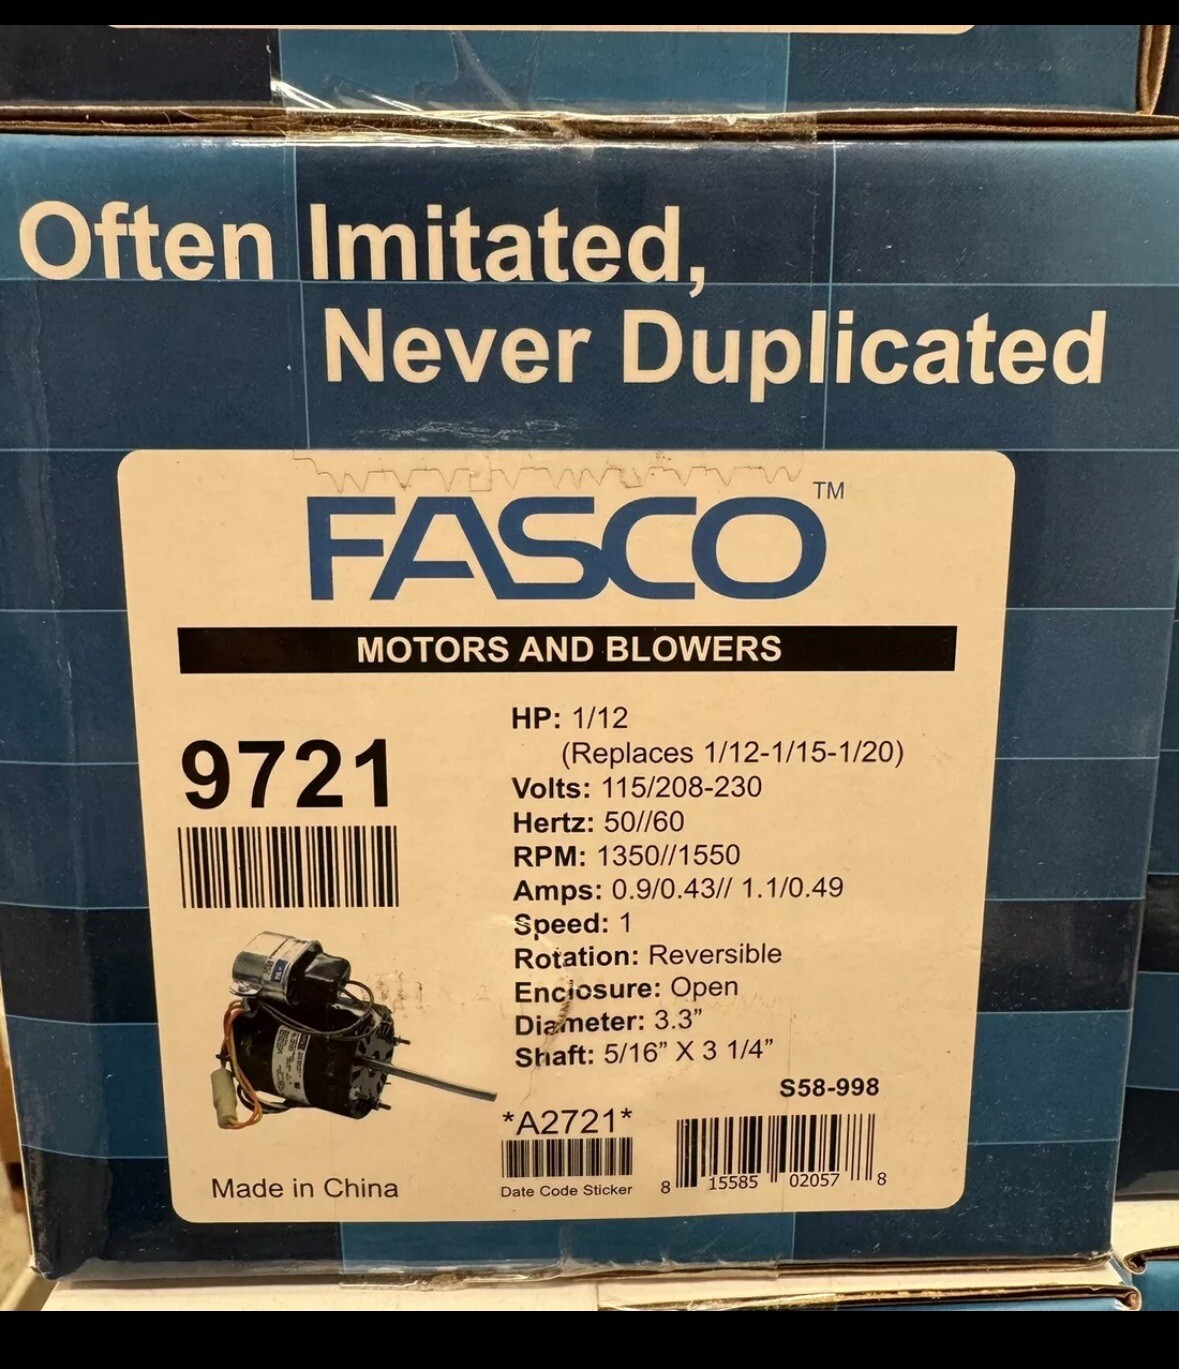 Often Imitated,
Never Duplicated
FASCO™
MOTORS AND BLOWERS
9721
HP: 1/12
(Replaces 1/12-1/15-1/20)
Volts: 115/208-230
Hertz: 50//60
RPM: 1350//1550
Amps: 0.9/0.43// 1.1/0.49
Speed: 1
Rotation: Reversible
Enclosure: Open
Diameter: 3.3”
Shaft: 5/16” X 3 1/4”
S58-998
*A2721*
Date Code Sticker
8 15585 02057 8
Made in China